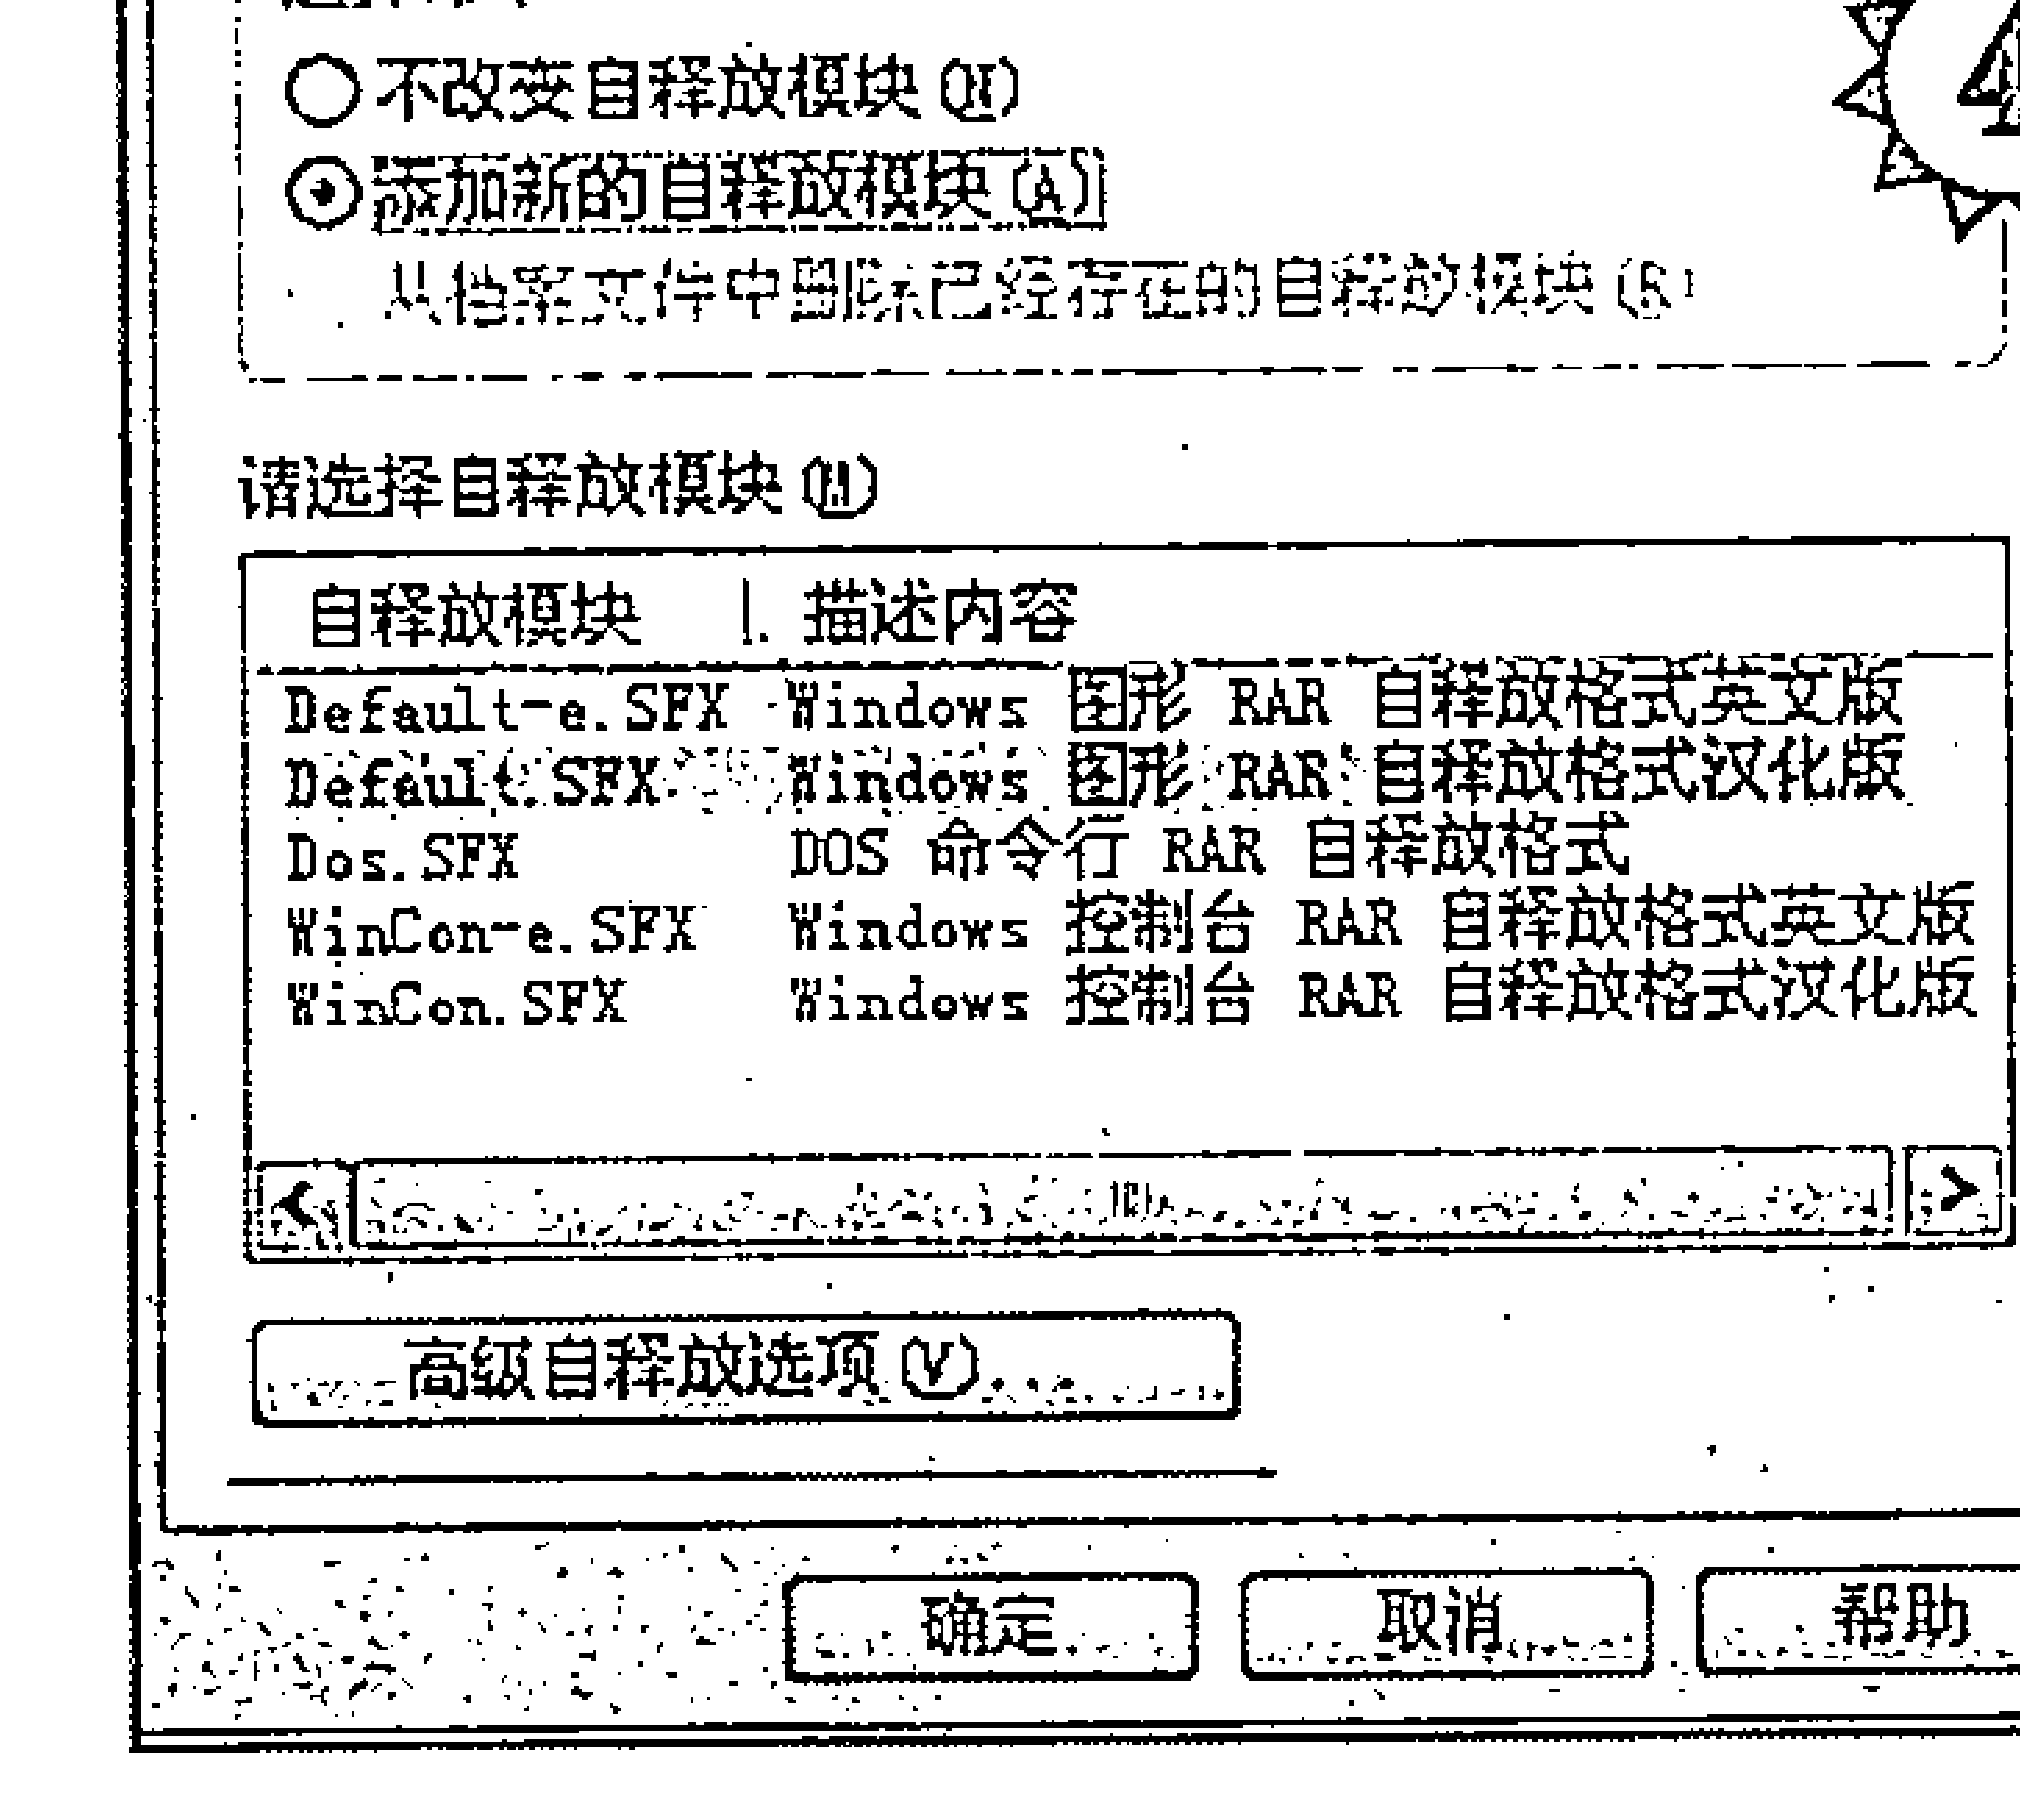 不改变自释放模块(N)
添加新的自释放模块(A)
从档案文件中删除已经存在的自释放模块(R)
请选择自释放模块(M)
自释放模块 描述内容
Default-e.SFX Windows 图形 RAR 自释放格式英文版
Default.SFX Windows 图形 RAR 自释放格式汉化版
Dos.SFX DOS 命令行 RAR 自释放格式
WinCon-e.SFX Windows 控制台 RAR 自释放格式英文版
WinCon.SFX Windows 控制台 RAR 自释放格式汉化版
高级自释放选项(V)...
确定 取消 帮助